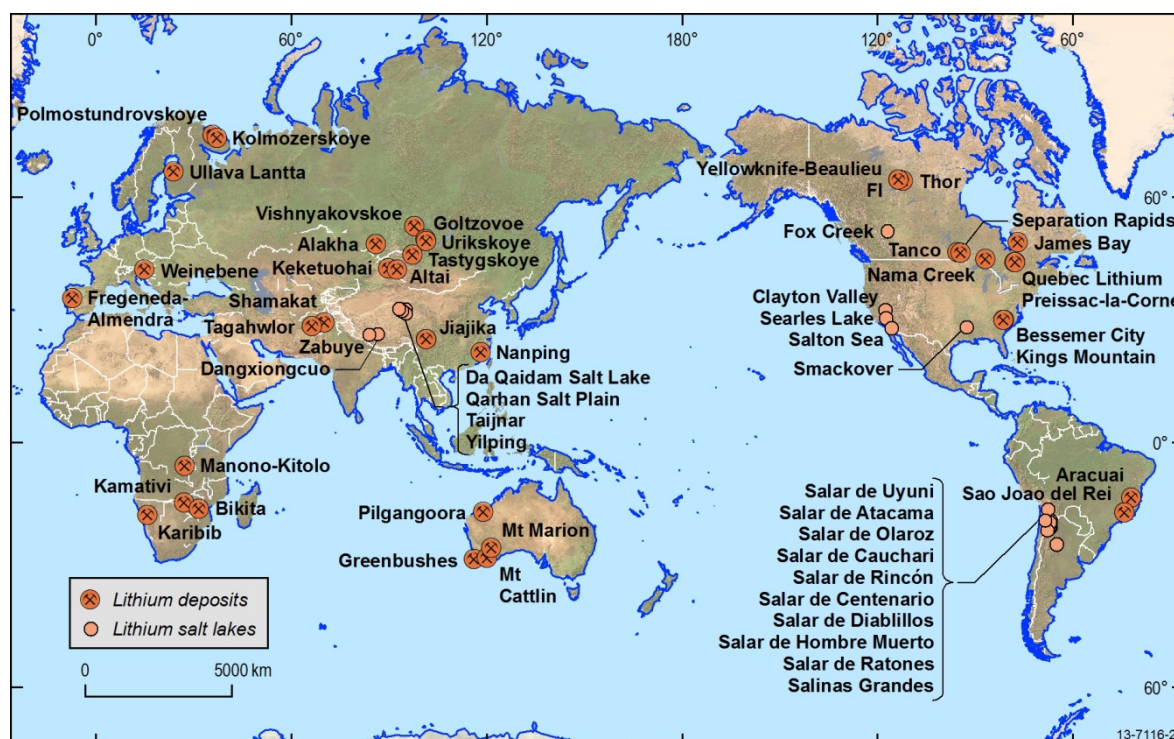 0° 60° 120° 180° 120° 60°
Polmostundrovskoye
Kolmozerskoye
Ullava Lantta
Vishnyakovskoe
Goltzovoe
Alakha
Urikskoye
Tastygskoye
Weinebene
Keketuohai
Altai
Fregeneda-
Almendra
Shamakat
Tagahwlor
Jiajika
Zabuye
Nanping
Dangxiongcuo
Da Qaidam Salt Lake
Qarhan Salt Plain
Taijnar
Yilping
Manono-Kitolo
Kamativi
Bikita
Karibib
Pilgangoora
Mt Marion
Greenbushes
Mt
Cattlin
Yellowknife-Beaulieu
FI
Thor
60°
Separation Rapids
Fox Creek
James Bay
Tanco
Nama Creek
Quebec Lithium
Preissac-la-Corne
Clayton Valley
Searles Lake
Salton Sea
Bessemer City
Kings Mountain
Smackover
0°
Aracuai
Sao Joao del Rei
Salar de Uyuni
Salar de Atacama
Salar de Olaroz
Salar de Cauchari
Salar de Rincón
Salar de Centenario
Salar de Diablillos
Salar de Hombre Muerto
Salar de Ratones
Salinas Grandes
60°
Lithium deposits
Lithium salt lakes
0 5000 km